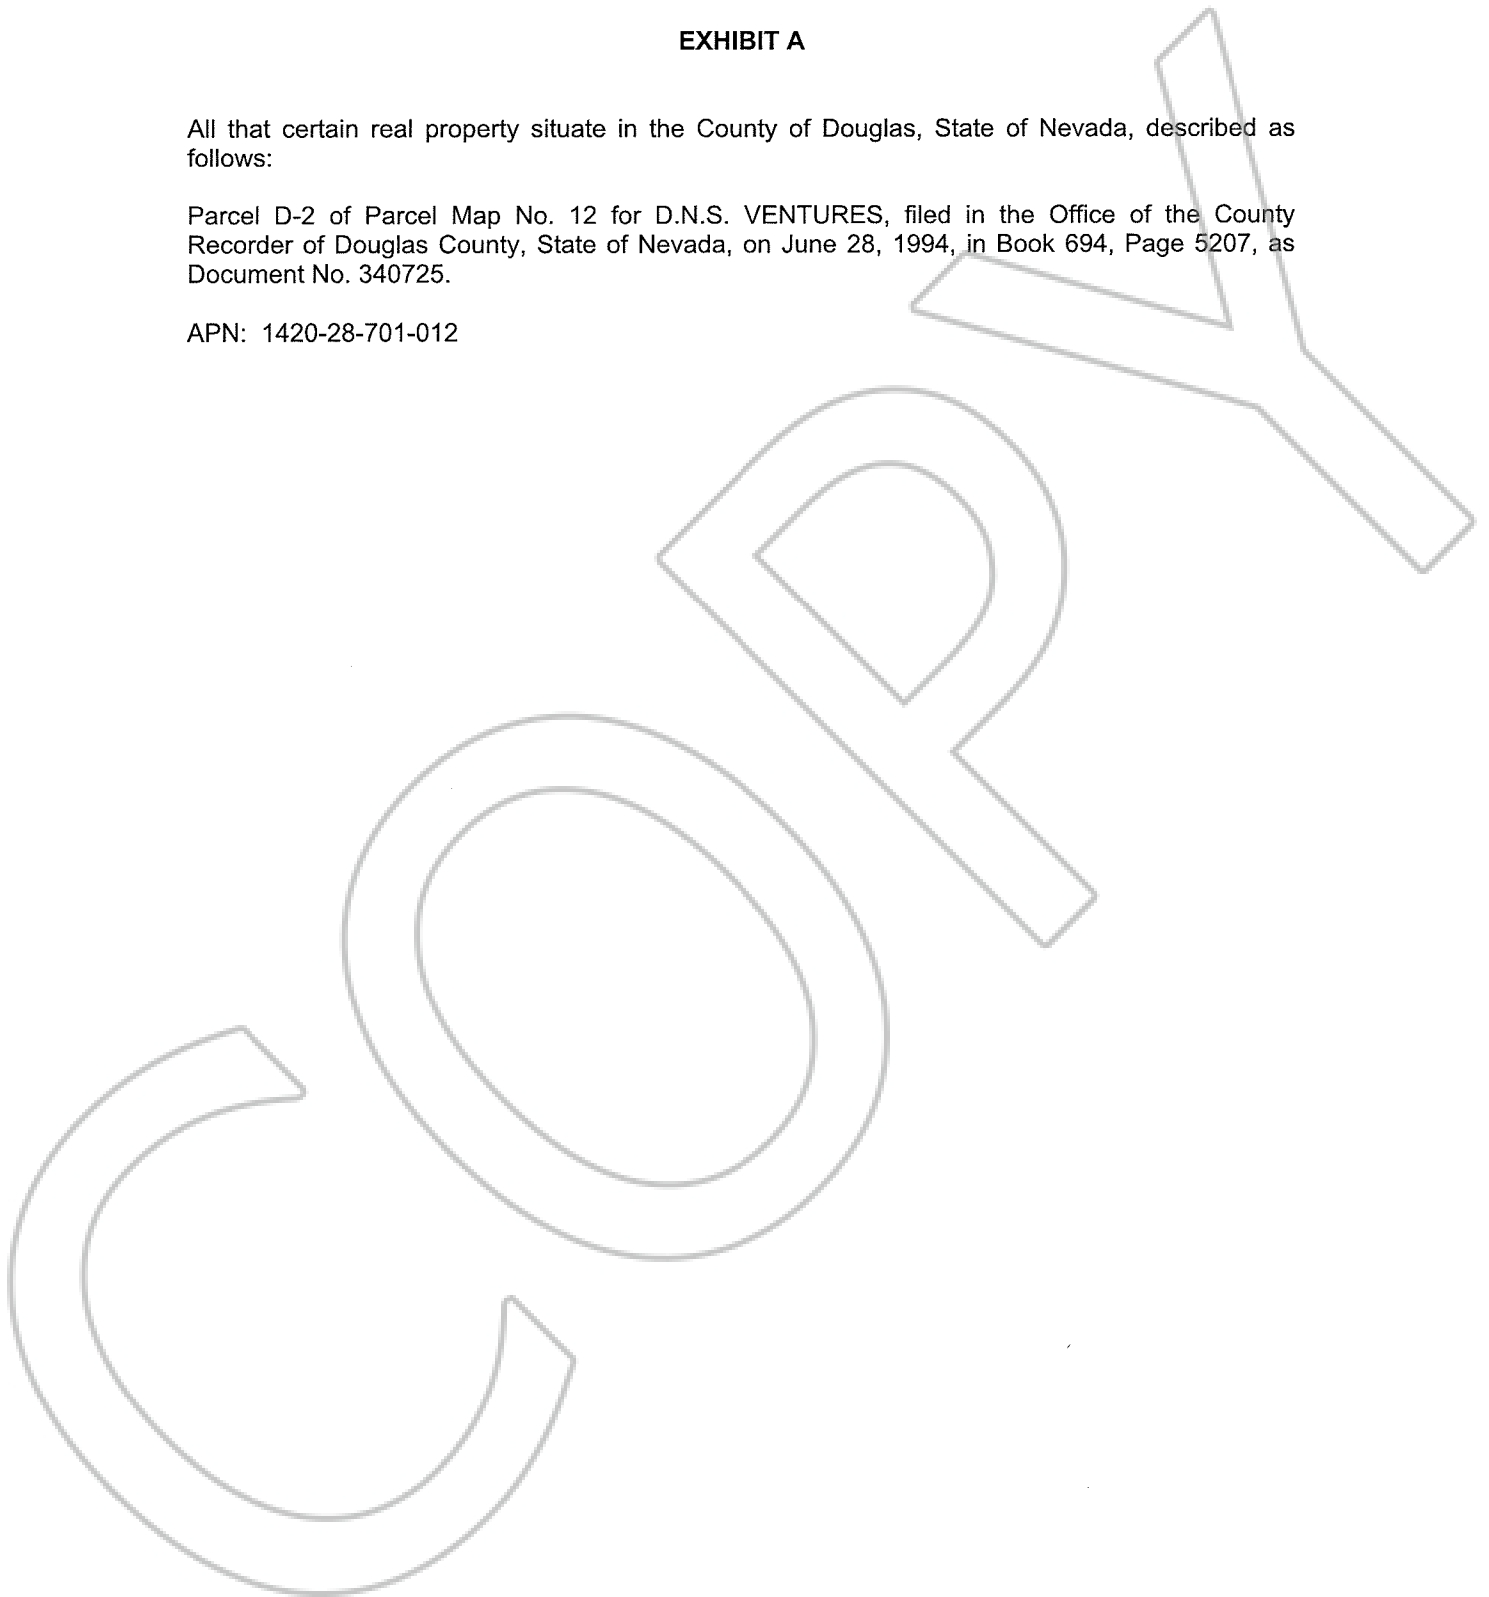 EXHIBIT A
All that certain real property situate in the County of Douglas, State of Nevada, described as
follows:
Parcel D-2 of Parcel Map No. 12 for D.N.S. VENTURES, filed in the Office of the County
Recorder of Douglas County, State of Nevada, on June 28, 1994, in Book 694, Page 5207, as
Document No. 340725.
APN: 1420-28-701-012
COPY